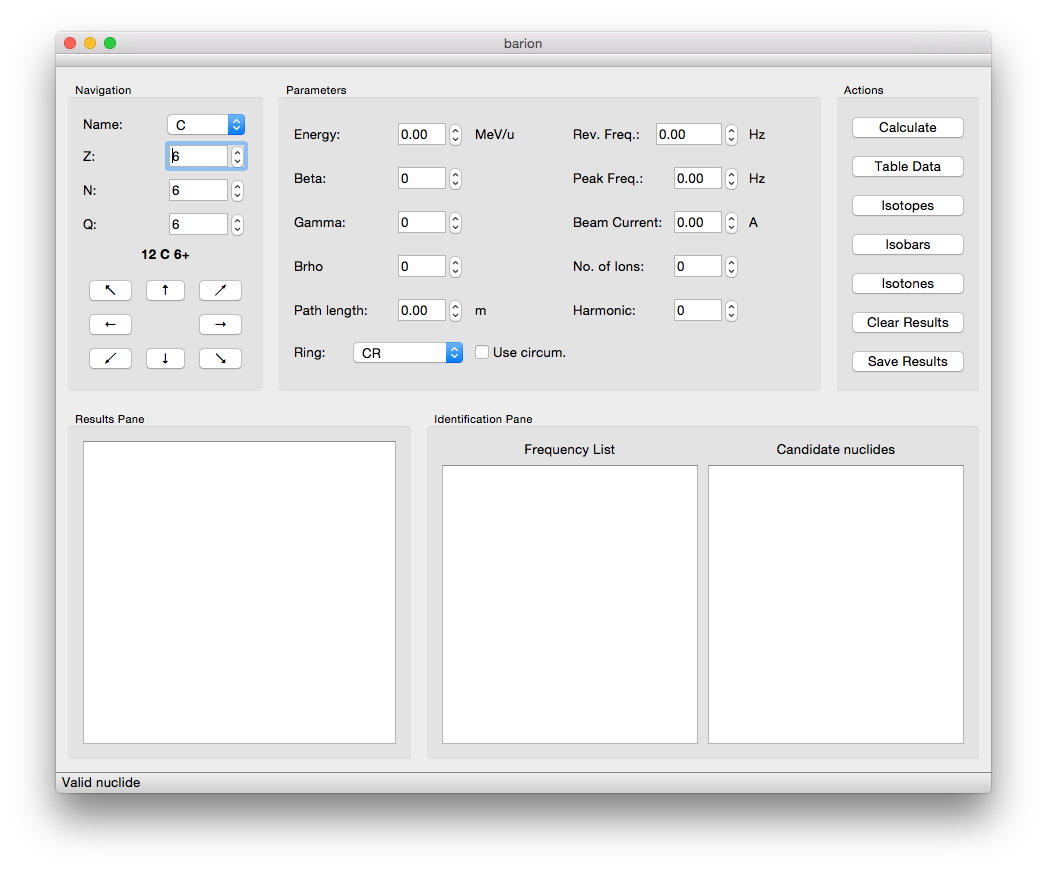 barion
Navigation
Name: C
Z: 6
N: 6
Q: 6
12 C 6+
↖ ↑ ↗
← →
↙ ↓ ↘
Parameters
Energy: 0.00 MeV/u Rev. Freq.: 0.00 Hz
Beta: 0 Peak Freq.: 0.00 Hz
Gamma: 0 Beam Current: 0.00 A
Brho 0 No. of Ions: 0
Path length: 0.00 m Harmonic: 0
Ring: CR Use circum.
Actions
Calculate
Table Data
Isotopes
Isobars
Isotones
Clear Results
Save Results
Results Pane
Identification Pane
Frequency List Candidate nuclides
Valid nuclide